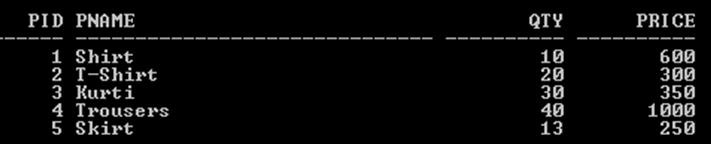 PID PNAME QTY PRICE
------ ------------------------------ ---------- ----------
1 Shirt 10 600
2 T-Shirt 20 300
3 Kurti 30 350
4 Trousers 40 1000
5 Skirt 13 250